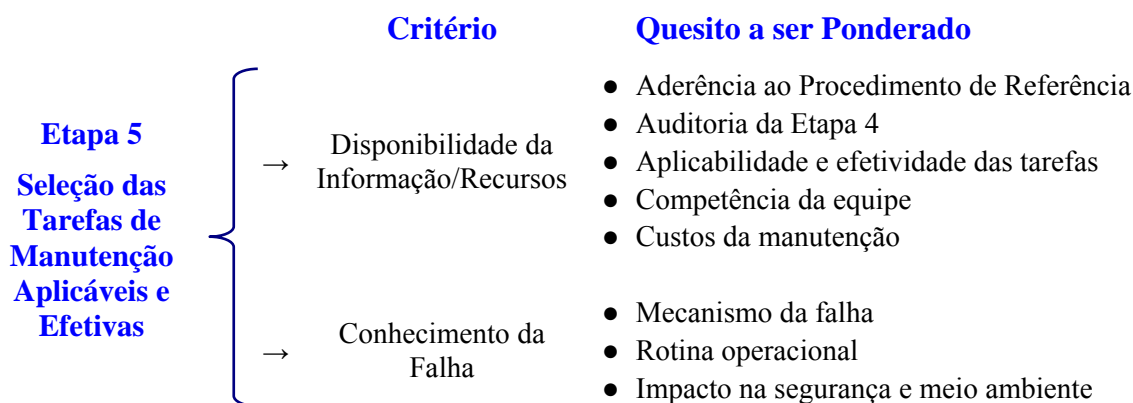 Critério
Quesito a ser Ponderado
Etapa 5
Seleção das
Tarefas de
Manutenção
Aplicáveis e
Efetivas
→
Disponibilidade da
Informação/Recursos
● Aderência ao Procedimento de Referência
● Auditoria da Etapa 4
● Aplicabilidade e efetividade das tarefas
● Competência da equipe
● Custos da manutenção
→
Conhecimento da
Falha
● Mecanismo da falha
● Rotina operacional
● Impacto na segurança e meio ambiente